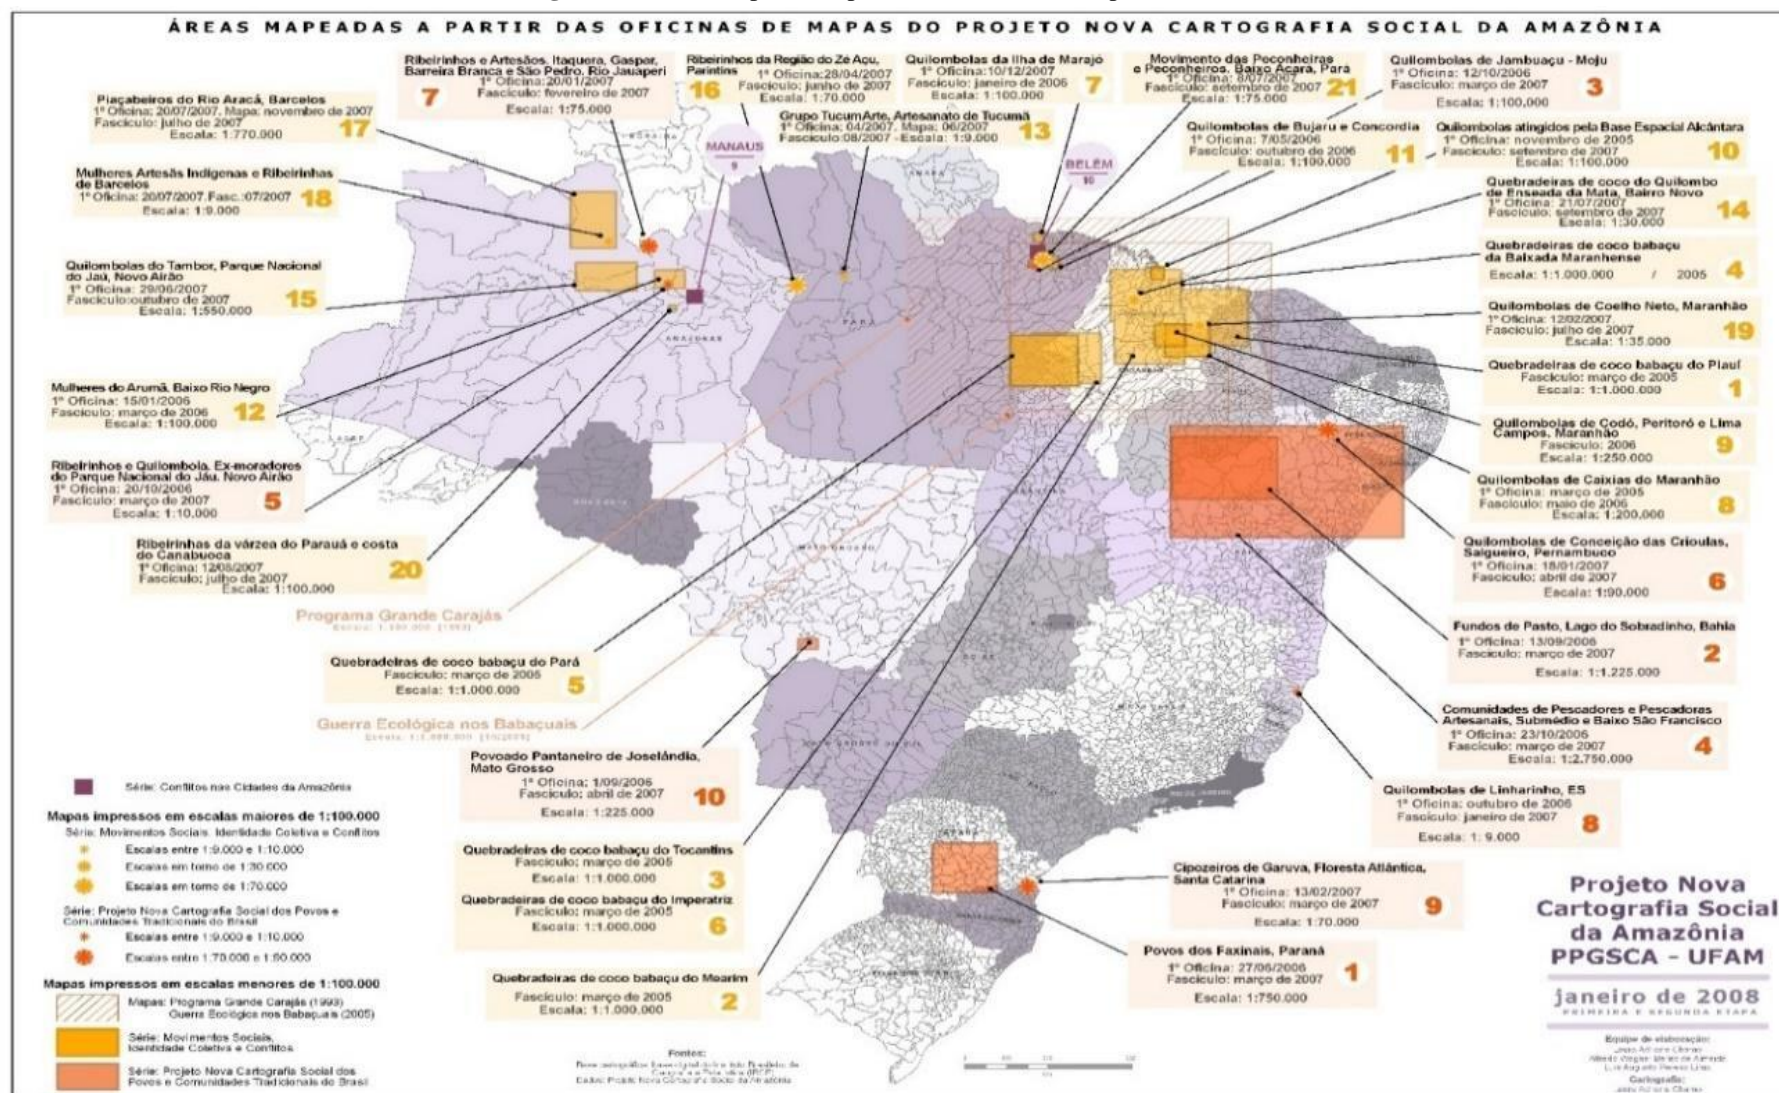 ÁREAS MAPEADAS A PARTIR DAS OFICINAS DE MAPAS DO PROJETO NOVA CARTOGRAFIA SOCIAL DA AMAZÔNIA
Ribeirinhos e Artesãos. Itaquera, Gaspar,
Barreira Branca e São Pedro. Rio Jauaperi
1ª Oficina: 20/01/2007
Fascículo: fevereiro de 2007
Escala: 1:75.000
7
Ribeirinhos da Região do Zé Açu,
Parintins
1ª Oficina:28/04/2007
Fascículo: junho de 2007
Escala: 1:70.000
16
Quilombolas da Ilha de Marajó
1ª Oficina:10/12/2007
Fascículo: janeiro de 2006
Escala: 1:100.000
7
Movimento das Peconheiras
e Peconheiros. Baixo Acará, Pará
1ª Oficina: 8/07/2007
Fascículo: setembro de 2007
Escala: 1:75.000
21
Quilombolas de Jambuaçu - Moju
1ª Oficina: 12/10/2006
Fascículo: março de 2007
Escala: 1:100.000
3
Piaçabeiros do Rio Aracá, Barcelos
1ª Oficina: 20/07/2007. Mapa: novembro de 2007
Fascículo: julho de 2007
Escala: 1:770.000
17
Grupo TucumArte, Artesanato de Tucumã
1ª Oficina: 04/2007. Mapa: 06/2007
Fascículo:08/2007 - Escala: 1:9.000
13
Quilombolas de Bujaru e Concordia
1ª Oficina: 7/05/2006
Fascículo: outubro de 2006
Escala: 1:100.000
11
Quilombolas atingidos pela Base Espacial Alcântara
1ª Oficina: novembro de 2005
Fascículo: setembro de 2007
Escala: 1:100.000
10
MANAUS
9
BELÉM
10
Mulheres Artesãs Indígenas e Ribeirinhas
de Barcelos
1ª Oficina: 20/07/2007.Fasc.:07/2007
Escala: 1:9.000
18
Quebradeiras de coco do Quilombo
de Enseada da Mata, Bairro Novo
1ª Oficina: 21/07/2007
Fascículo: setembro de 2007
Escala: 1:30.000
14
Quebradeiras de coco babaçu
da Baixada Maranhense
Escala: 1:1.000.000 / 2005
4
Quilombolas do Tambor, Parque Nacional
do Jaú, Novo Airão
1ª Oficina: 29/06/2007
Fascículo:outubro de 2007
Escala: 1:550.000
15
Quilombolas de Coelho Neto, Maranhão
1ª Oficina: 12/02/2007
Fascículo: julho de 2007
Escala: 1:35.000
19
PARÁ
AMAZONAS
Quebradeiras de coco babaçu do Piauí
Fascículo: março de 2005
Escala: 1:1.000.000
1
Mulheres do Arumã, Baixo Rio Negro
1ª Oficina: 15/01/2006
Fascículo: março de 2006
Escala: 1:100.000
12
Quilombolas de Codó, Peritoró e Lima
Campos, Maranhão
Fascículo: 2006
Escala: 1:250.000
9
Ribeirinhos e Quilombola. Ex-moradores
do Parque Nacional do Jáu. Novo Airão
1ª Oficina: 20/10/2006
Fascículo: março de 2007
Escala: 1:10.000
5
Quilombolas de Caixias do Maranhão
1ª Oficina: março de 2005
Fascículo: maio de 2006
Escala: 1:200.000
8
Ribeirinhas da várzea do Parauá e costa
do Canabuoca
1ª Oficina: 12/08/2007
Fascículo: julho de 2007
Escala: 1:100.000
20
Quilombolas de Conceição das Crioulas,
Salgueiro, Pernambuco
1ª Oficina: 18/01/2007
Fascículo: abril de 2007
Escala: 1:90.000
6
MATO GROSSO
Programa Grande Carajás
Fundos de Pasto, Lago do Sobradinho, Bahia
1ª Oficina: 13/09/2006
Fascículo: março de 2007
Escala: 1:1.225.000
2
Quebradeiras de coco babaçu do Pará
Fascículo: março de 2005
Escala: 1:1.000.000
5
Guerra Ecológica nos Babaçuais
Comunidades de Pescadores e Pescadoras
Artesanais, Submédio e Baixo São Francisco
1ª Oficina: 23/10/2006
Fascículo: março de 2007
Escala: 1:2.750.000
4
Povoado Pantaneiro de Joselândia,
Mato Grosso
1ª Oficina: 1/09/2006
Fascículo: abril de 2007
Escala: 1:225.000
10
Quilombolas de Linharinho, ES
1ª Oficina: outubro de 2006
Fascículo: janeiro de 2007
Escala: 1: 9.000
8
Quebradeiras de coco babaçu do Tocantins
Fascículo: março de 2005
Escala: 1:1.000.000
3
Quebradeiras de coco babaçu do Imperatriz
Fascículo: março de 2005
Escala: 1:1.000.000
6
Cipozeiros de Garuva, Floresta Atlântica,
Santa Catarina
1ª Oficina: 13/02/2007
Fascículo: março de 2007
Escala: 1:70.000
9
Quebradeiras de coco babaçu do Mearim
Fascículo: março de 2005
Escala: 1:1.000.000
2
Povos dos Faxinais, Paraná
1ª Oficina: 27/06/2006
Fascículo: março de 2007
Escala: 1:750.000
1
Série: Conflitos nas Cidades da Amazônia
Mapas impressos em escalas maiores de 1:100.000
Série: Movimentos Sociais. Identidade Coletiva e Conflitos
Escalas entre 1:9.000 e 1:10.000
Escalas em torno de 1:30.000
Escalas em torno de 1:70.000
Série: Projeto Nova Cartografia Social dos Povos e
Comunidades Tradicionais do Brasil
Escalas entre 1:9.000 e 1:10.000
Escalas entre 1:70.000 e 1:90.000
Mapas impressos em escalas menores de 1:100.000
Mapas: Programa Grande Carajás (1993)
Guerra Ecológica nos Babaçuais (2005)
Série: Movimentos Sociais,
Identidade Coletiva e Conflitos
Série: Projeto Nova Cartografia Social dos
Povos e Comunidades Tradicionais do Brasil
Fontes:
Projeto Nova
Cartografia Social
da Amazônia
PPGSCA - UFAM
janeiro de 2008
PRIMEIRA E SEGUNDA ETAPA
Equipe de elaboração:
Cartografia: